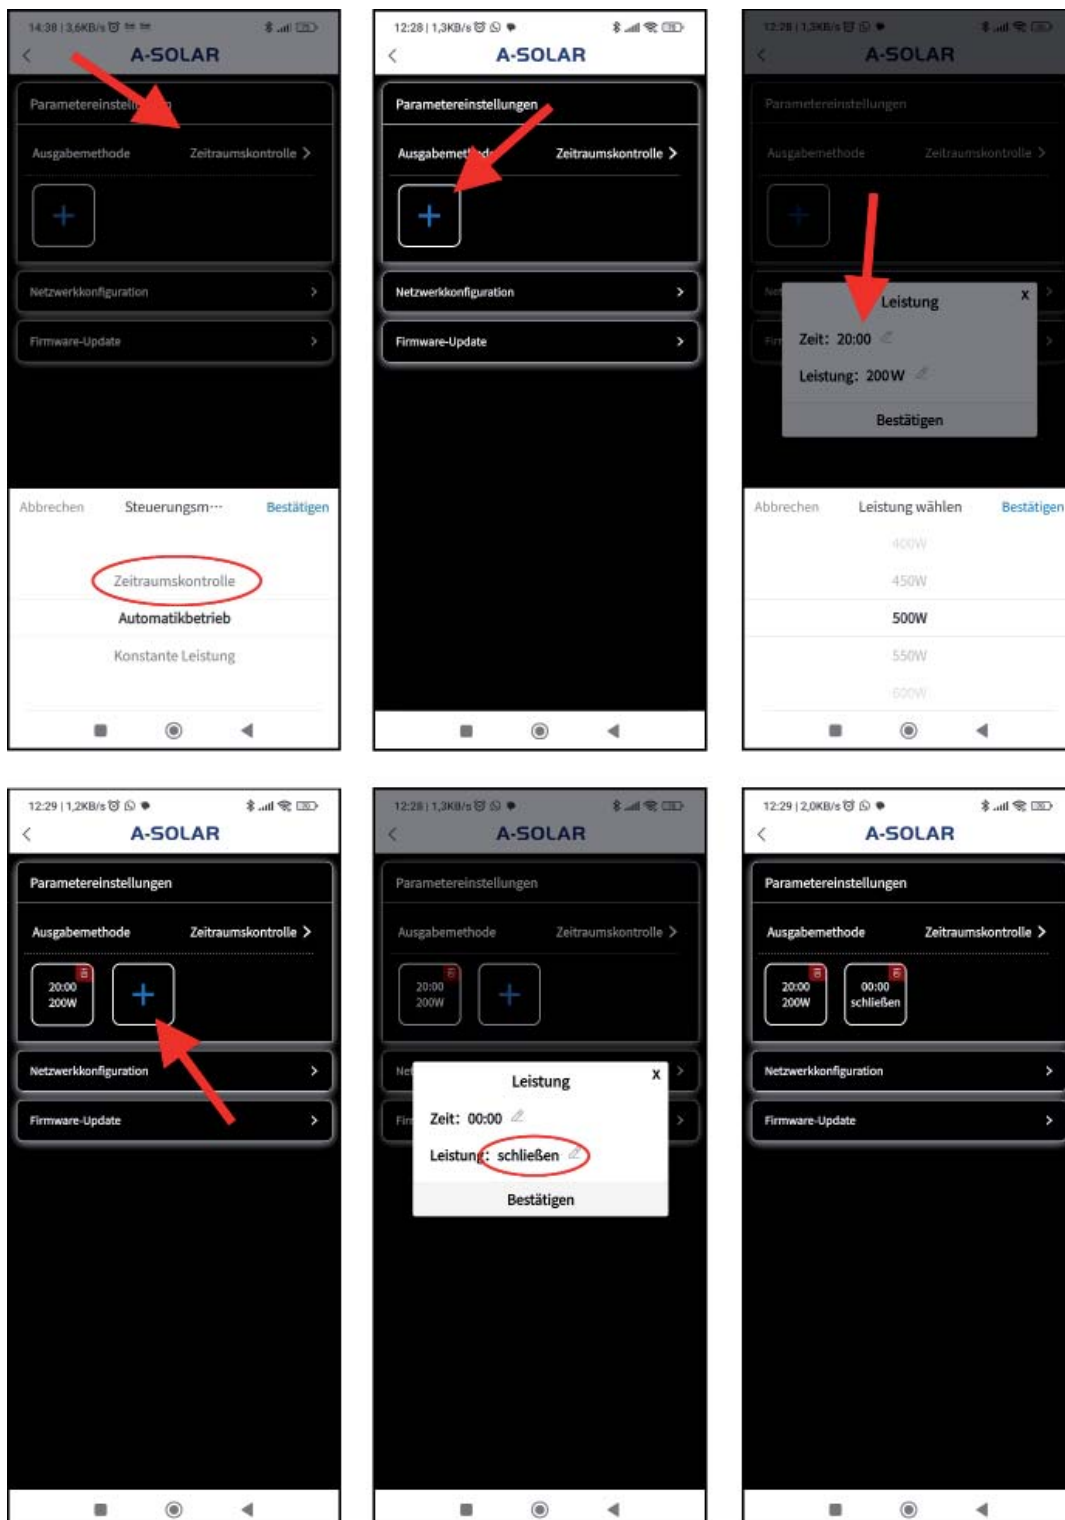 14:38 | 3,6KB/s
A-SOLAR
Parametereinstellungen
Ausgabemethode Zeitraumskontrolle >
+
Netzwerkkonfiguration >
Firmware-Update >
Abbrechen Steuerungsm··· Bestätigen
Zeitraumskontrolle
Automatikbetrieb
Konstante Leistung
12:28 | 1,3KB/s
A-SOLAR
Parametereinstellungen
Ausgabemethode Zeitraumskontrolle >
+
Netzwerkkonfiguration >
Firmware-Update >
12:28 | 1,3KB/s
A-SOLAR
Parametereinstellungen
Ausgabemethode Zeitraumskontrolle >
+
Leistung x
Zeit: 20:00
Leistung: 200W
Bestätigen
Abbrechen Leistung wählen Bestätigen
400W
450W
500W
550W
600W
12:29 | 1,2KB/s
A-SOLAR
Parametereinstellungen
Ausgabemethode Zeitraumskontrolle >
20:00
200W
+
Netzwerkkonfiguration >
Firmware-Update >
12:28 | 1,3KB/s
A-SOLAR
Parametereinstellungen
Ausgabemethode Zeitraumskontrolle >
20:00
200W
+
Leistung x
Zeit: 00:00
Leistung: schließen
Bestätigen
12:29 | 2,0KB/s
A-SOLAR
Parametereinstellungen
Ausgabemethode Zeitraumskontrolle >
20:00
200W
00:00
schließen
Netzwerkkonfiguration >
Firmware-Update >